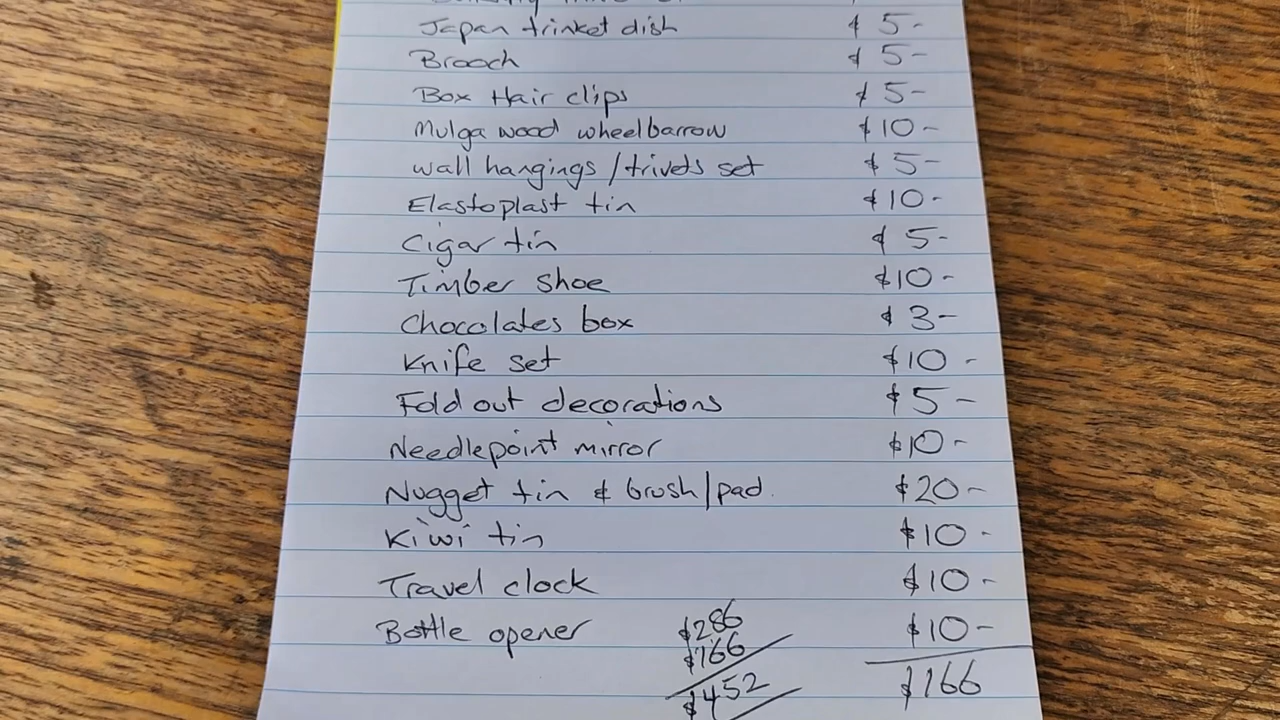 Japan trinket dish $ 5-
Brooch $ 5-
Box Hair clips $ 5-
Mulga wood wheelbarrow $10-
wall hangings / trivets set $ 5-
Elastoplast tin $10-
Cigar tin $ 5-
Timber shoe $10-
Chocolates box $ 3-
Knife set $10-
Fold out decorations $5-
Needlepoint mirror $10-
Nugget tin & brush/pad. $20-
Kiwi tin $10-
Travel clock $10-
Bottle opener $286 $10-
$166
$452 $166